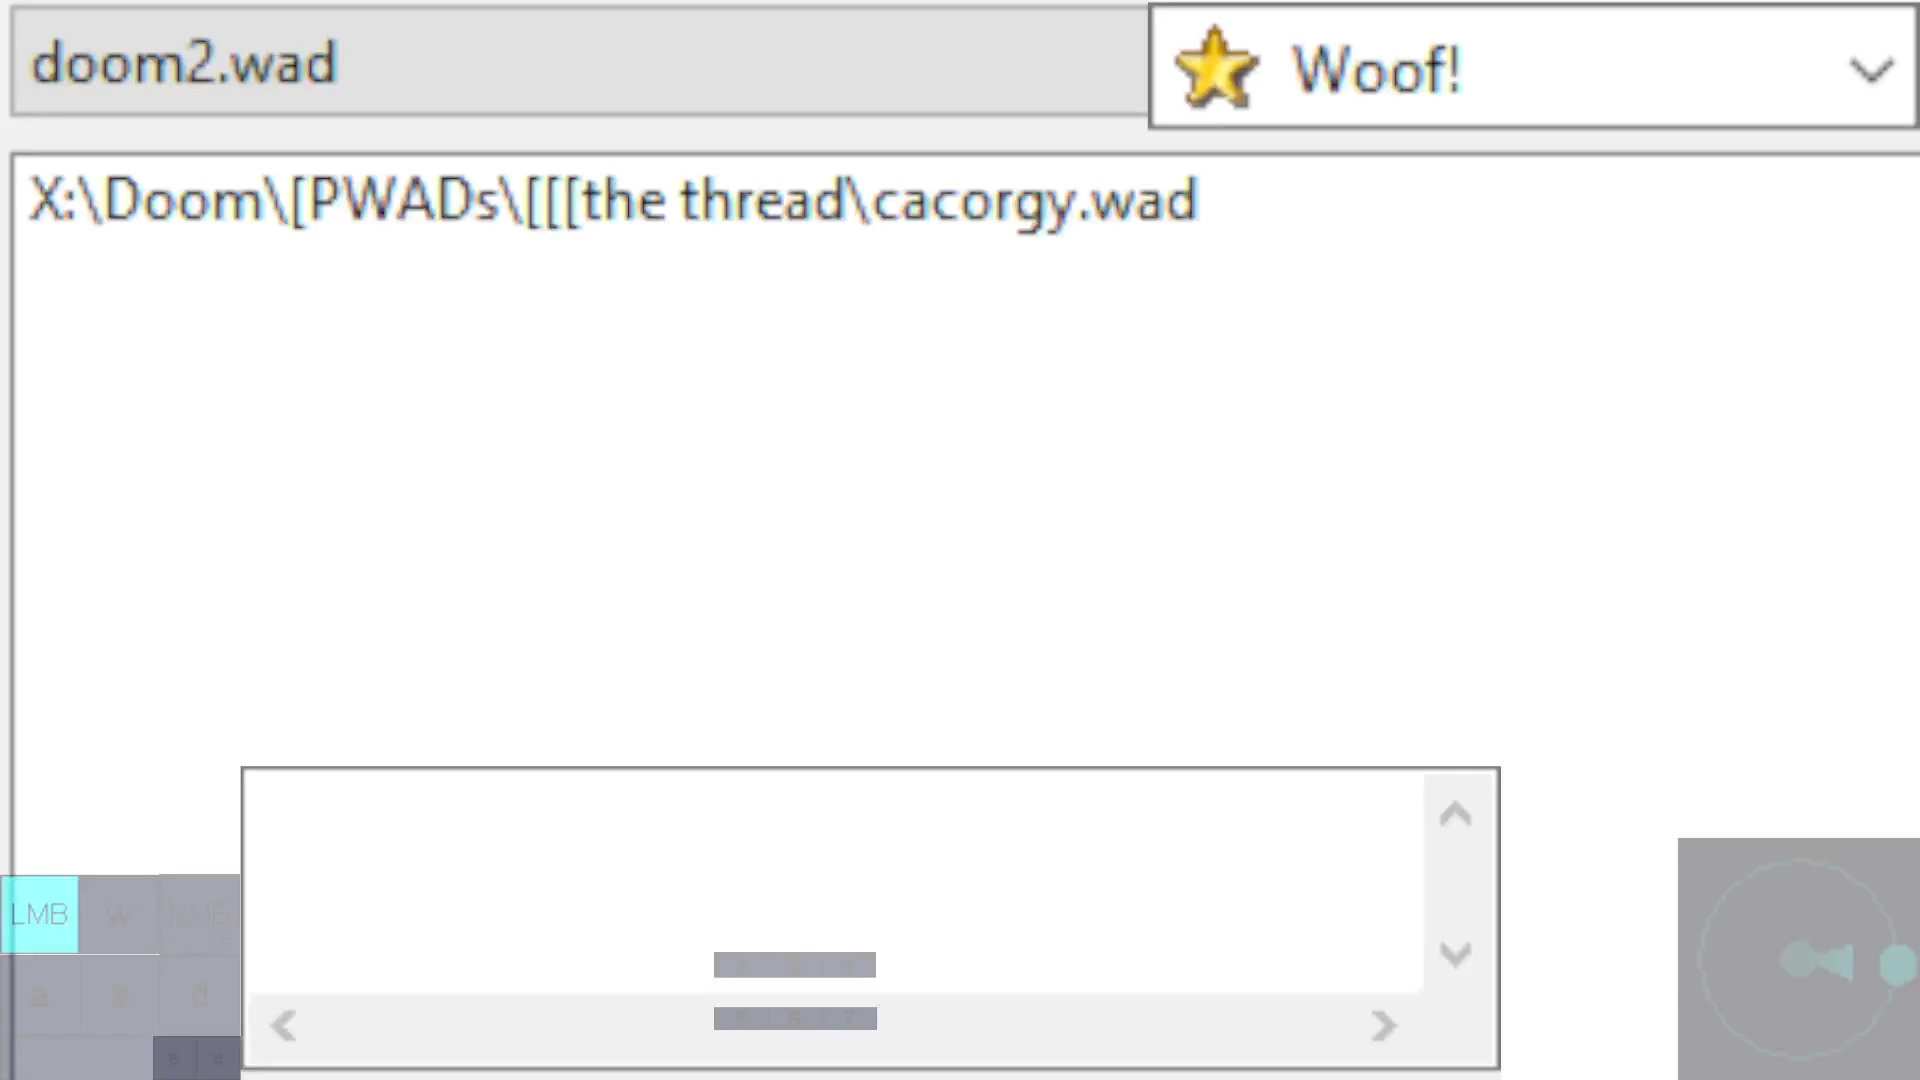 doom2.wad
Woof!
X:\Doom\[PWADs\[[[the thread\cacorgy.wad
LMB w
a s d